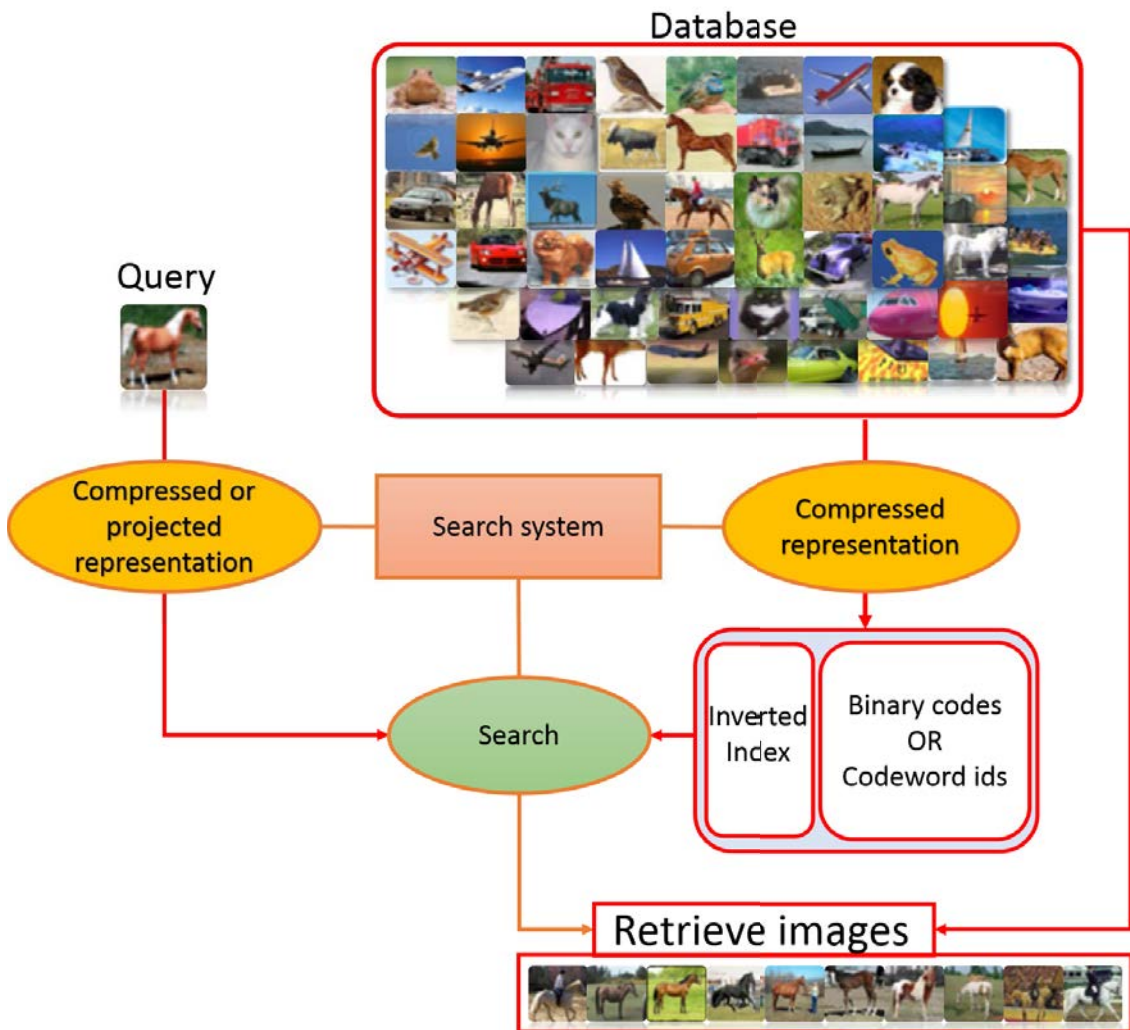 Database
Query
Compressed or
projected
representation
Search system
Compressed
representation
Search
Inverted
Index
Binary codes
OR
Codeword ids
Retrieve images